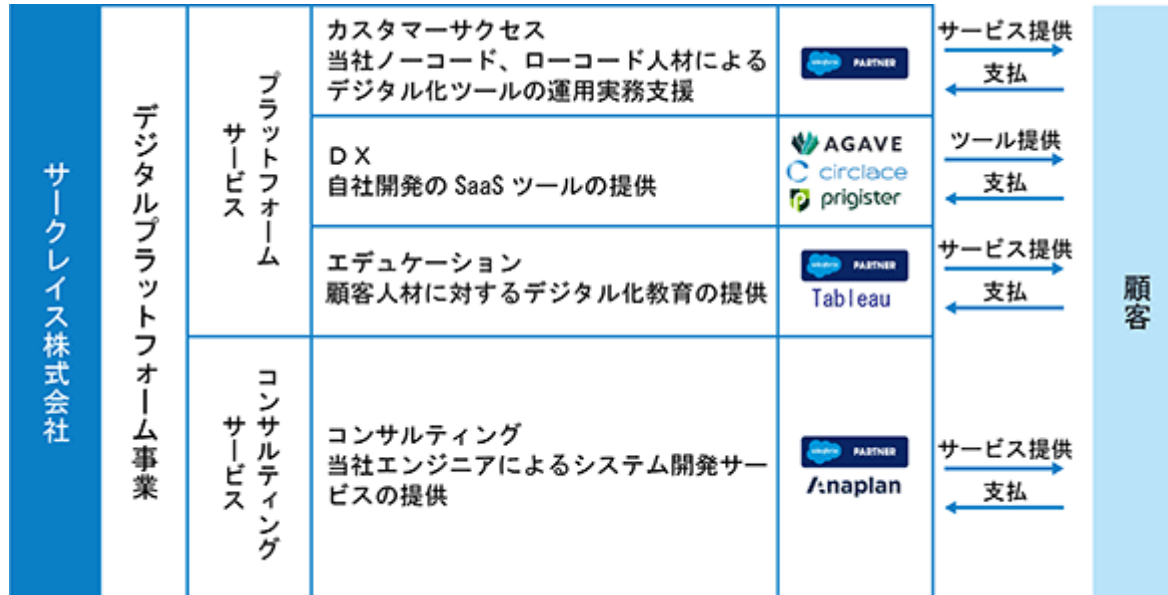 サークレイス株式会社
デジタルプラットフォーム事業
プラットフォーム
サービス
カスタマーサクセス
当社ノーコード、ローコード人材による
デジタル化ツールの運用実務支援
salesforce PARTNER
サービス提供
支払
ＤＸ
自社開発の SaaS ツールの提供
AGAVE
circlace
prigister
ツール提供
支払
エデュケーション
顧客人材に対するデジタル化教育の提供
salesforce PARTNER
Tableau
サービス提供
支払
コンサルティング
サービス
コンサルティング
当社エンジニアによるシステム開発サー
ビスの提供
salesforce PARTNER
Anaplan
サービス提供
支払
顧客